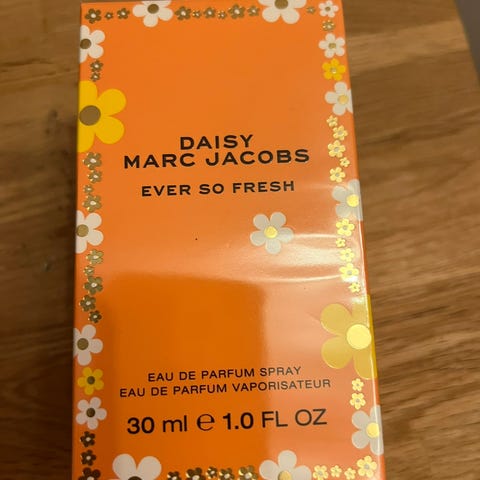 DAISY
MARC JACOBS
EVER SO FRESH
EAU DE PARFUM SPRAY
EAU DE PARFUM VAPORISATEUR
30 ml ℮ 1.0 FL OZ